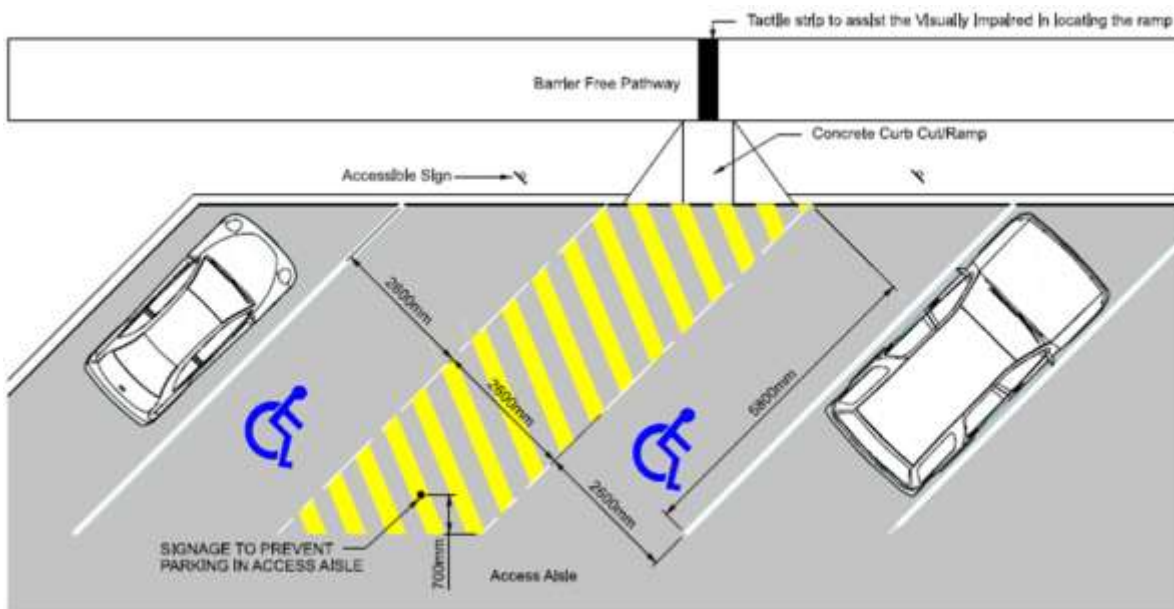 Tactile strip to assist the Visually Impaired in locating the ramp
Barrier Free Pathway
Concrete Curb Cut/Ramp
Accessible Sign
2600mm
2600mm
5800mm
2600mm
SIGNAGE TO PREVENT
PARKING IN ACCESS AISLE
700mm
Access Aisle